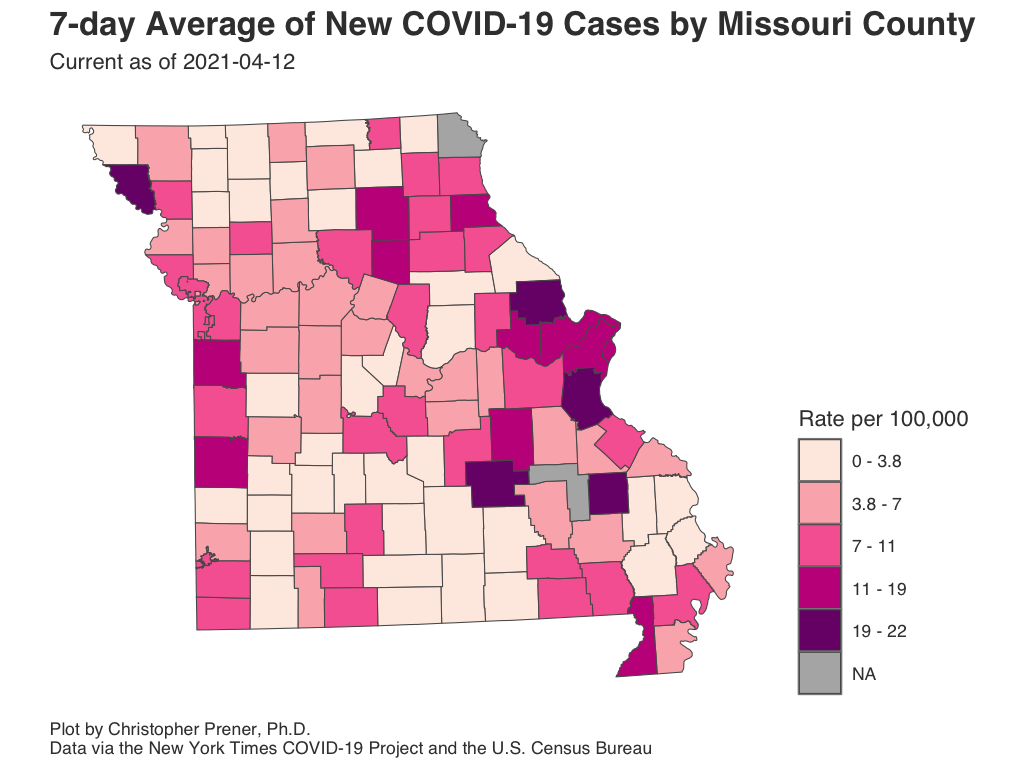 7-day Average of New COVID-19 Cases by Missouri County
Current as of 2021-04-12
Rate per 100,000
0 - 3.8
3.8 - 7
7 - 11
11 - 19
19 - 22
NA
Plot by Christopher Prener, Ph.D.
Data via the New York Times COVID-19 Project and the U.S. Census Bureau